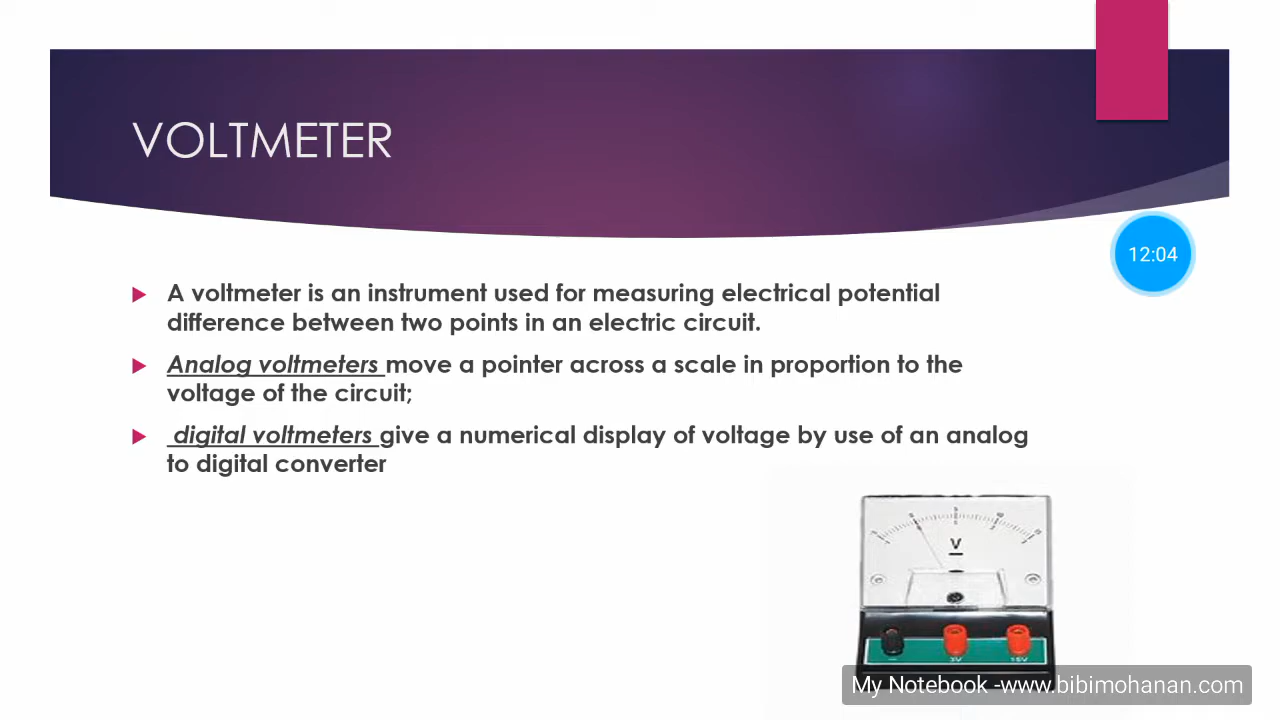 VOLTMETER
12:04
A voltmeter is an instrument used for measuring electrical potential
difference between two points in an electric circuit.
Analog voltmeters move a pointer across a scale in proportion to the
voltage of the circuit;
digital voltmeters give a numerical display of voltage by use of an analog
to digital converter
V
3V 15V
My Notebook -www.bibimohanan.com